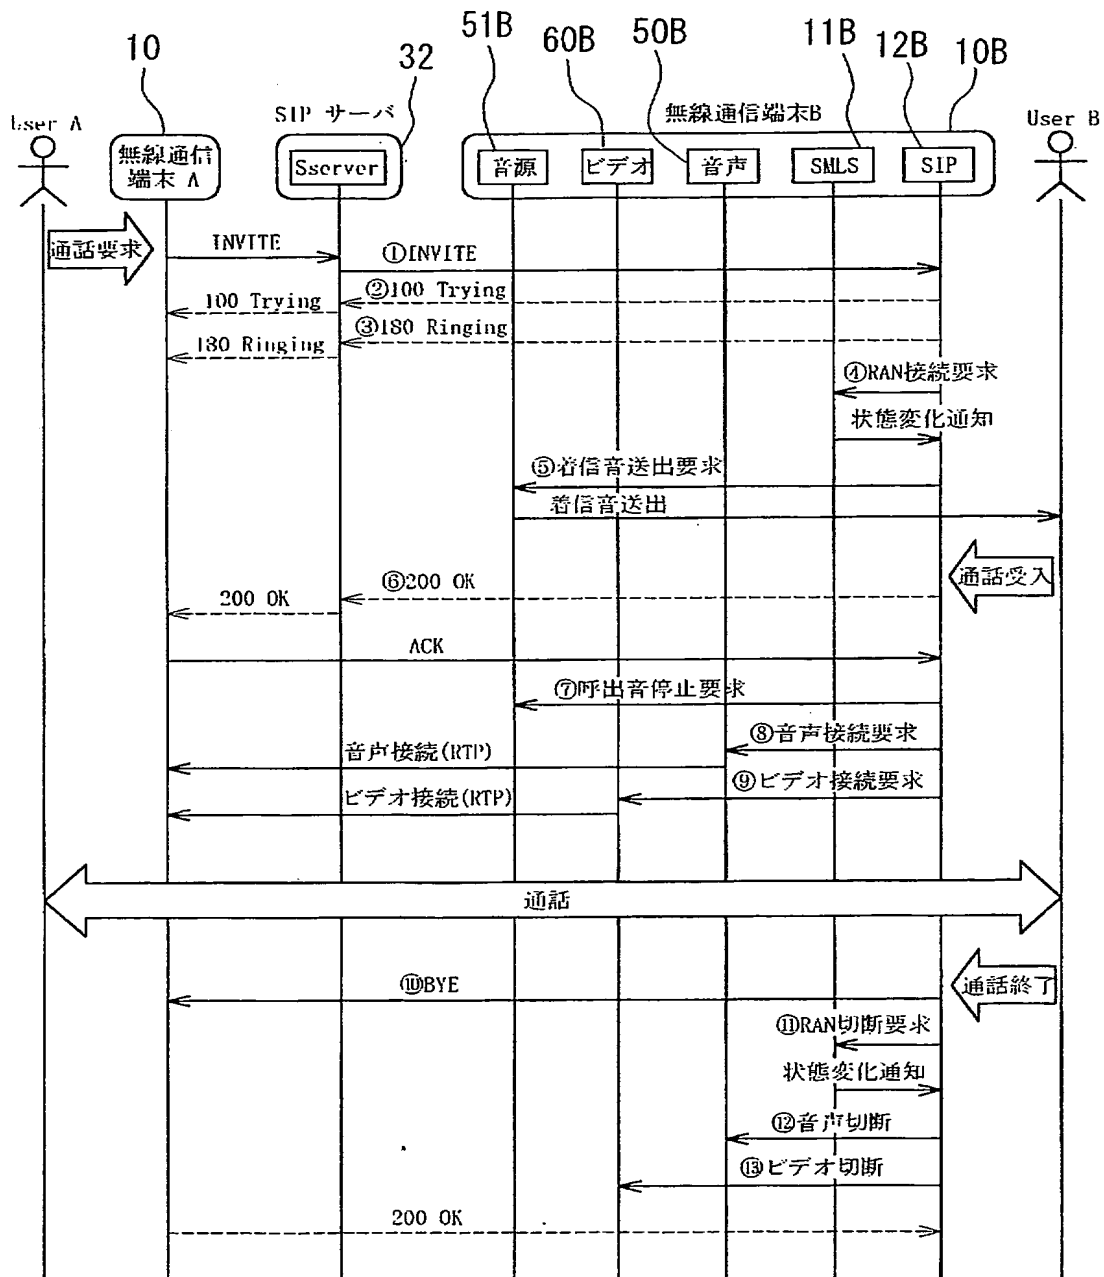 10
32
51B
60B
50B
11B
12B
10B
User A
SIP サーバ
無線通信端末B
User B
無線通信
端末 A
Sserver
音源
ビデオ
音声
SMLS
SIP
通話要求
INVITE
①INVITE
②100 Trying
100 Trying
③180 Ringing
180 Ringing
④RAN接続要求
状態変化通知
⑤着信音送出要求
着信音送出
通話受入
⑥200 OK
200 OK
ACK
⑦呼出音停止要求
⑧音声接続要求
音声接続(RTP)
⑨ビデオ接続要求
ビデオ接続(RTP)
通話
通話終了
⑩BYE
⑪RAN切断要求
状態変化通知
⑫音声切断
⑬ビデオ切断
200 OK